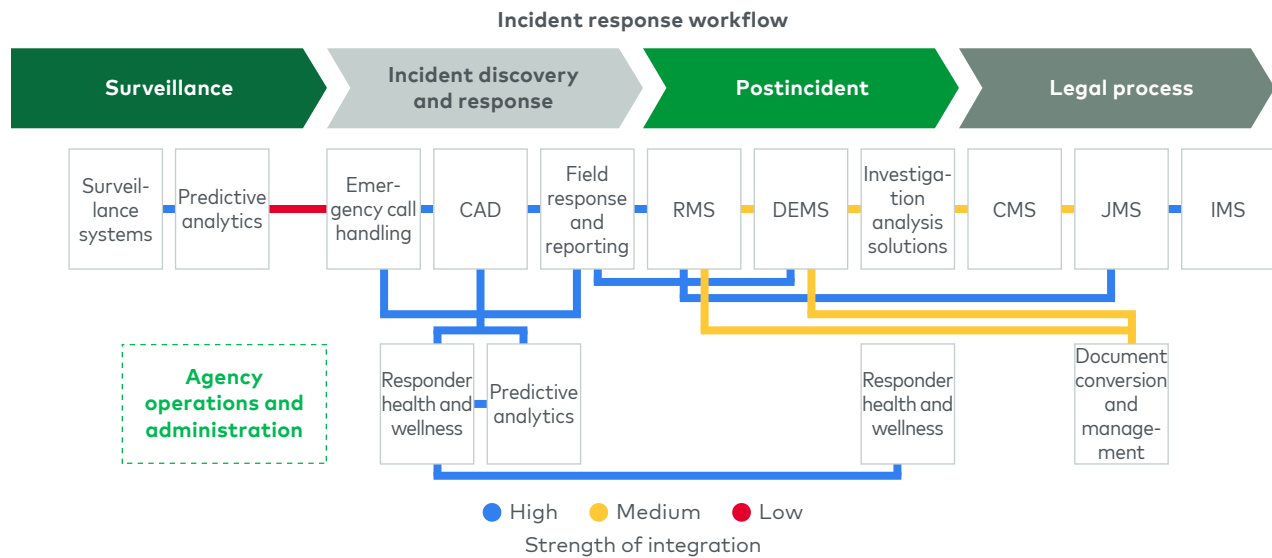 Incident response workflow
Surveillance
Incident discovery
and response
Postincident
Legal process
Surveil-
lance
systems
Predictive
analytics
Emer-
gency call
handling
CAD
Field
response
and
reporting
RMS
DEMS
Investiga-
tion
analysis
solutions
CMS
JMS
IMS
Agency
operations and
administration
Responder
health and
wellness
Predictive
analytics
Responder
health and
wellness
Document
conversion
and
manage-
ment
High
Medium
Low
Strength of integration